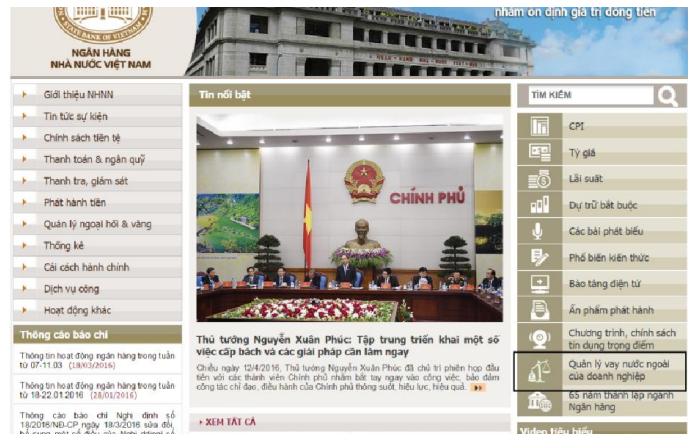 STATE BANK OF VIETNAM
NGÂN HÀNG
NHÀ NƯỚC VIỆT NAM
nhằm ổn định giá trị đồng tiền
Giới thiệu NHNN
Tin tức sự kiện
Chính sách tiền tệ
Thanh toán & ngân quỹ
Thanh tra, giám sát
Phát hành tiền
Quản lý ngoại hối & vàng
Thống kê
Cải cách hành chính
Dịch vụ công
Hoạt động khác
Thông cáo báo chí
Thông tin hoạt động ngân hàng trong tuần
từ 07-11.03 (18/03/2016)
Thông tin hoạt động ngân hàng trong tuần
từ 18-22.01.2016 (28/01/2016)
Thông cáo báo chí Nghị định số
18/2016/NĐ-CP ngày 18/3/2016 sửa đổi,
bổ sung một số điều của Nghị
Tin nổi bật
CHÍNH PHỦ
Thủ tướng Nguyễn Xuân Phúc: Tập trung triển khai một số
việc cấp bách và các giải pháp cần làm ngay
Chiều ngày 12/4/2016, Thủ tướng Nguyễn Xuân Phúc đã chủ trì phiên họp đầu
tiên với các thành viên Chính phủ nhằm bắt tay ngay vào công việc, bảo đảm
công tác chỉ đạo, điều hành của Chính phủ thông suốt, hiệu lực, hiệu quả.
XEM TẤT CẢ
TÌM KIẾM
CPI
Tỷ giá
Lãi suất
Dự trữ bắt buộc
Các bài phát biểu
Phổ biến kiến thức
Bảo tàng điện tử
Ấn phẩm phát hành
Chương trình, chính sách
tín dụng trọng điểm
Quản lý vay nước ngoài
của doanh nghiệp
65 năm thành lập ngành
Ngân hàng
Video tiêu biểu